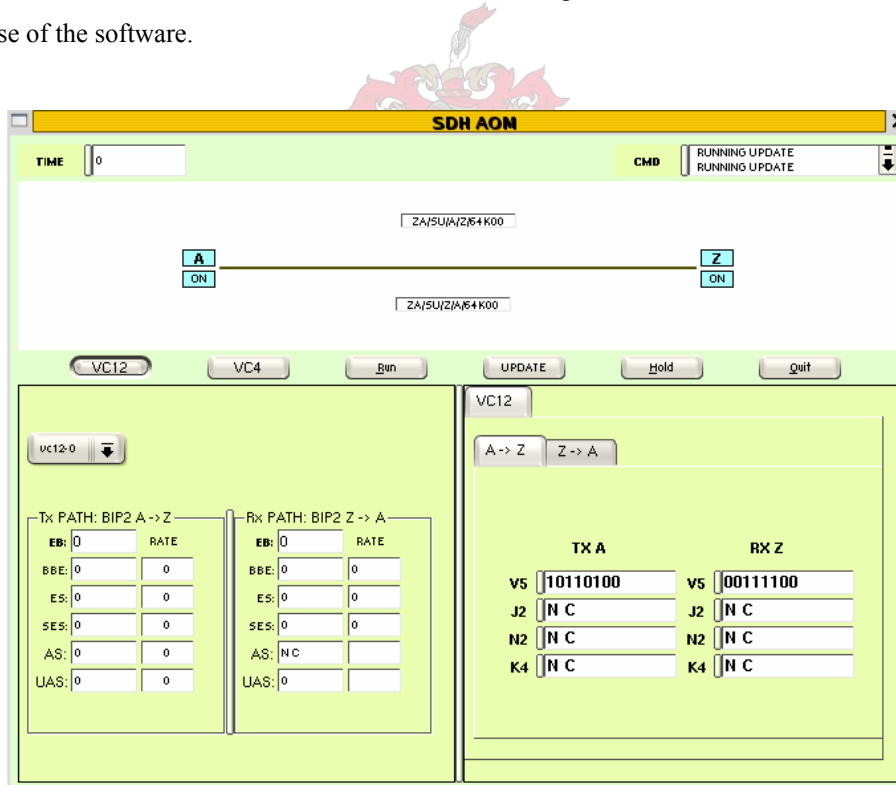 se of the software.
SDH AOM
TIME 0
CMD RUNNING UPDATE
RUNNING UPDATE
ZA/SU/A/Z/64K00
A Z
ON ON
ZA/SU/Z/A/64K00
VC12 VC4 Run UPDATE Hold Quit
vc12-0
Tx PATH: BIP2 A -> Z
EB: 0 RATE
BBE: 0 0
ES: 0 0
SES: 0 0
AS: 0 0
UAS: 0 0
Rx PATH: BIP2 Z -> A
EB: 0 RATE
BBE: 0 0
ES: 0 0
SES: 0 0
AS: N C
UAS: 0
VC12
A -> Z Z -> A
TX A RX Z
V5 10110100 V5 00111100
J2 N C J2 N C
N2 N C N2 N C
K4 N C K4 N C